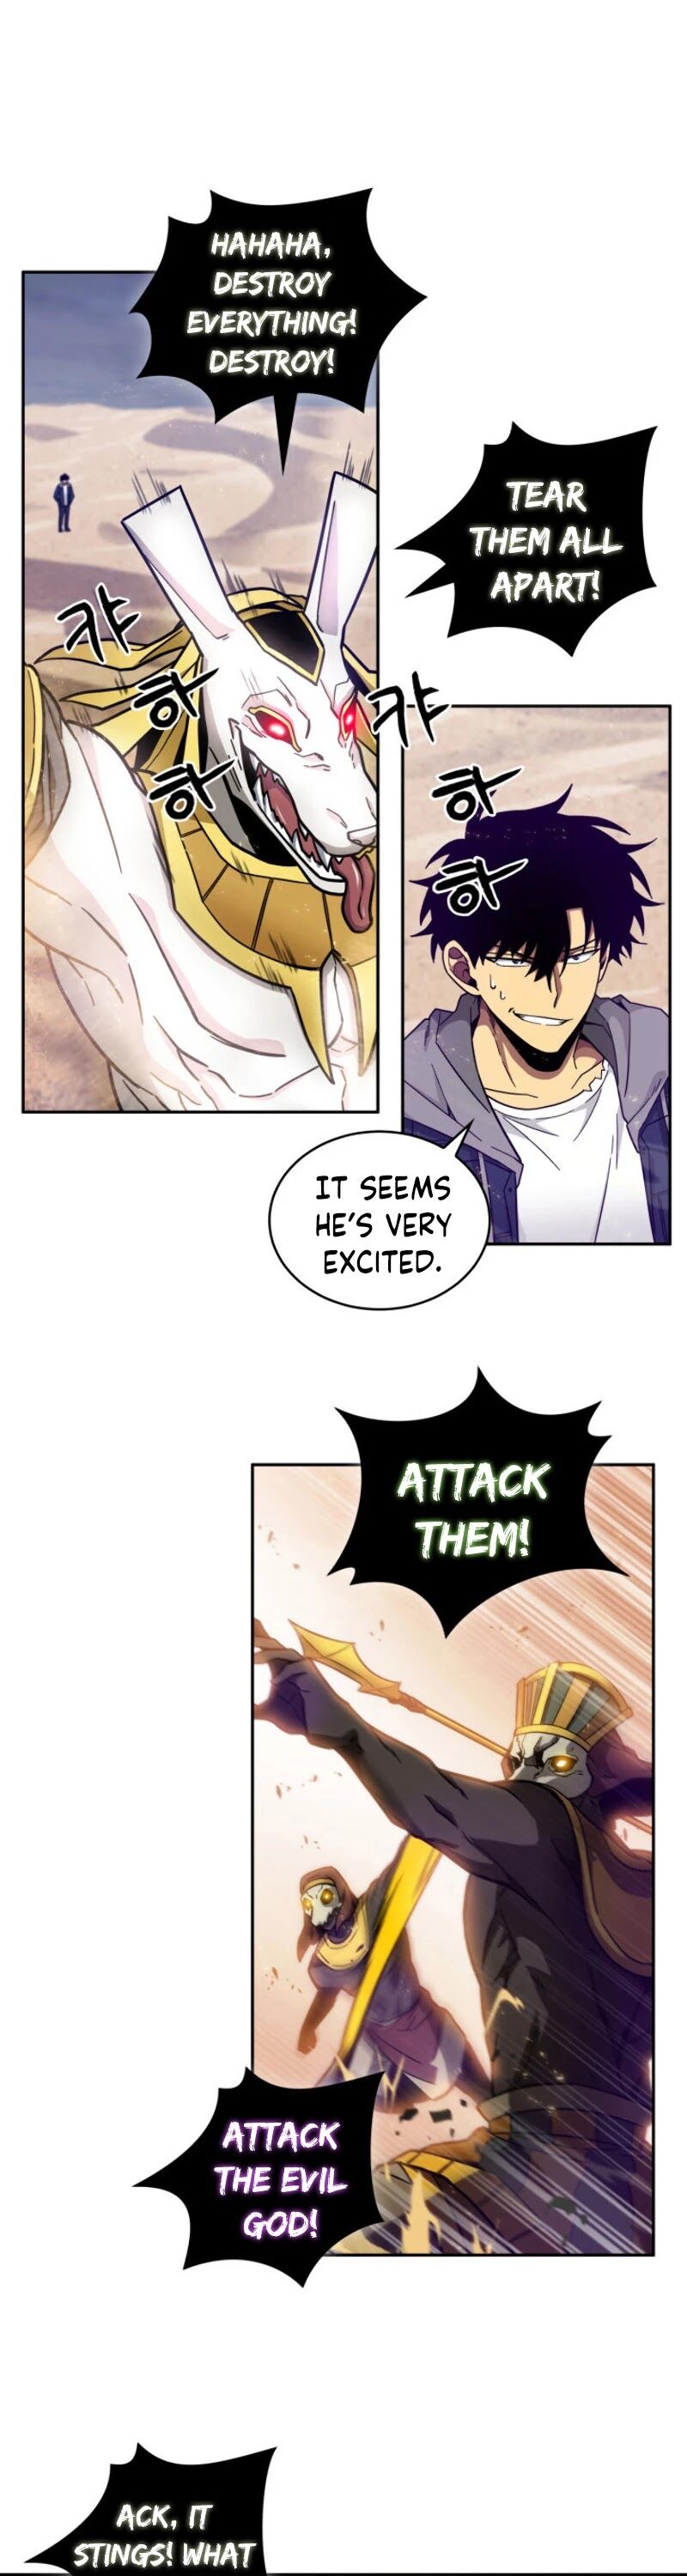 HAHAHA,
DESTROY
EVERYTHING!
DESTROY!
TEAR
THEM ALL
APART!
캬
하
하
캬
하
하
IT SEEMS
HE'S VERY
EXCITED.
ATTACK
THEM!
ATTACK
THE EVIL
GOD!
ACK, IT
STINGS! WHAT